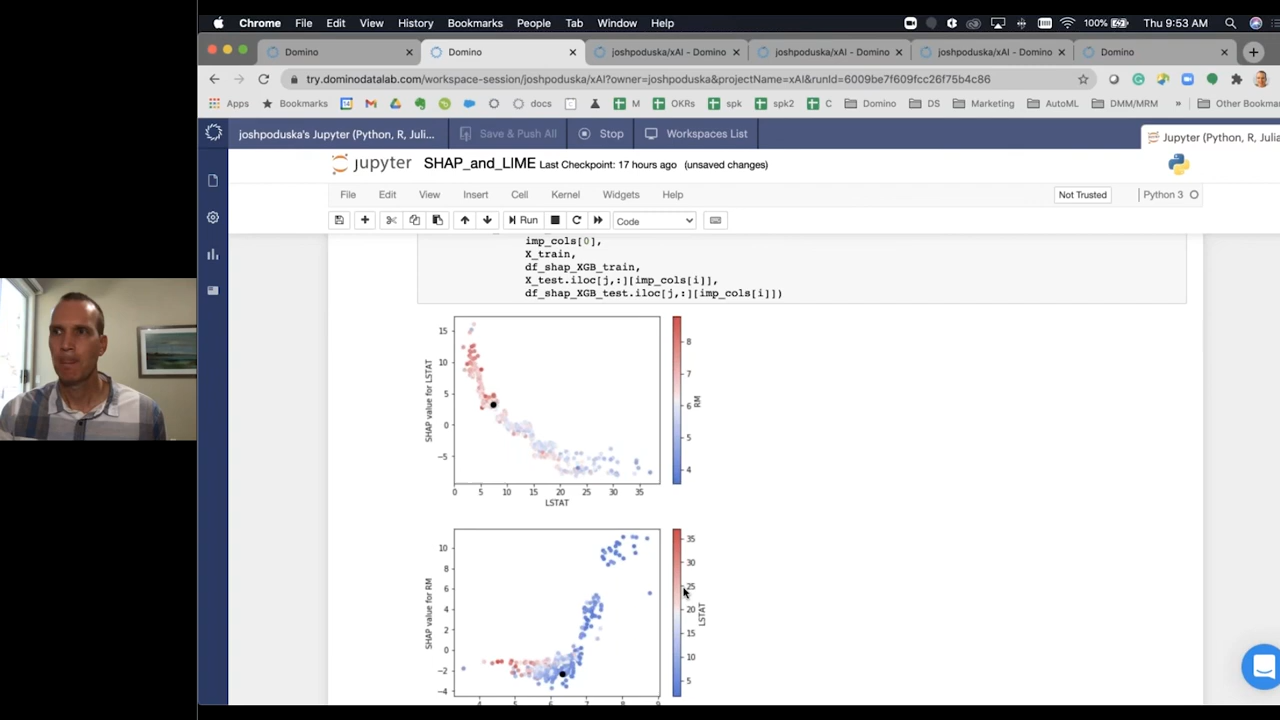 Chrome File Edit View History Bookmarks People Tab Window Help 100% Thu 9:53 AM
Domino Domino joshpoduska/xAI - Domino joshpoduska/xAI - Domino joshpoduska/xAI - Domino Domino
try.dominodatalab.com/workspace-session/joshpoduska/xAI?owner=joshpoduska&projectName=xAI&runId=6009be7f609fcc26f75b4c86
Apps Bookmarks M docs M OKRs spk spk2 C Domino DS Marketing AutoML DMM/MRM » Other Bookmar
joshpoduska's Jupyter (Python, R, Juli... Save & Push All Stop Workspaces List Jupyter (Python, R, Julia
jupyter SHAP_and_LIME Last Checkpoint: 17 hours ago (unsaved changes)
File Edit View Insert Cell Kernel Widgets Help Not Trusted Python 3
Run Code
imp_cols[0],
X_train,
df_shap_XGB_train,
X_test.iloc[j,:][imp_cols[i]],
df_shap_XGB_test.iloc[j,:][imp_cols[i]])
15
10
5
0
−5
SHAP value for LSTAT
0 5 10 15 20 25 30 35
LSTAT
8
7
6
5
4
RM
10
8
6
4
2
0
−2
−4
SHAP value for RM
4 5 6 7 8 9
35
30
25
20
15
10
5
LSTAT